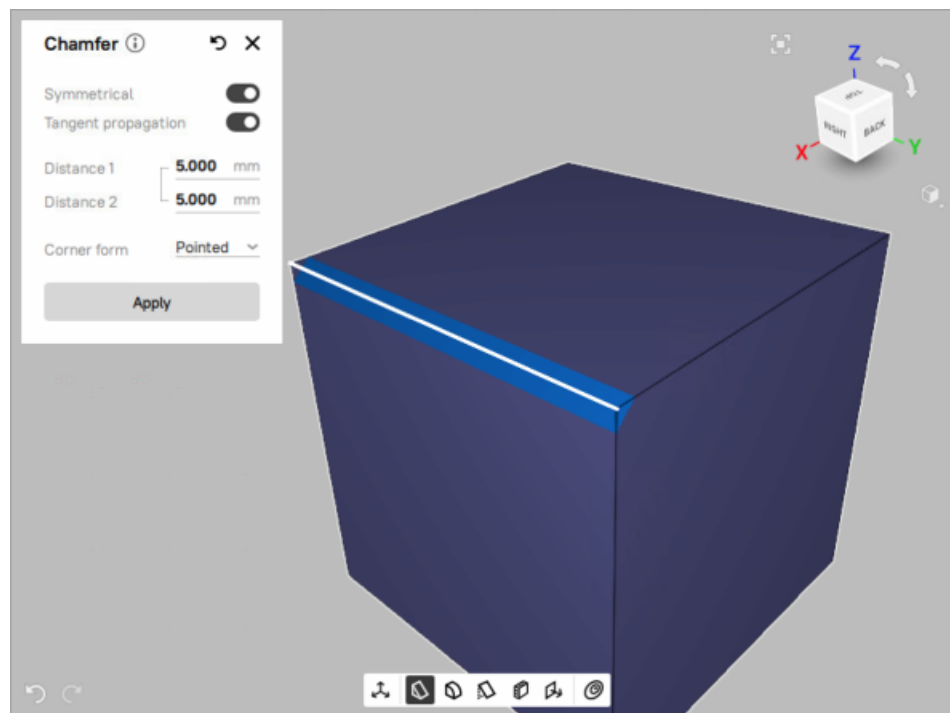 Chamfer
Symmetrical
Tangent propagation
Distance 1 5.000 mm
Distance 2 5.000 mm
Corner form Pointed
Apply
Z
TOP
RIGHT BACK
X Y